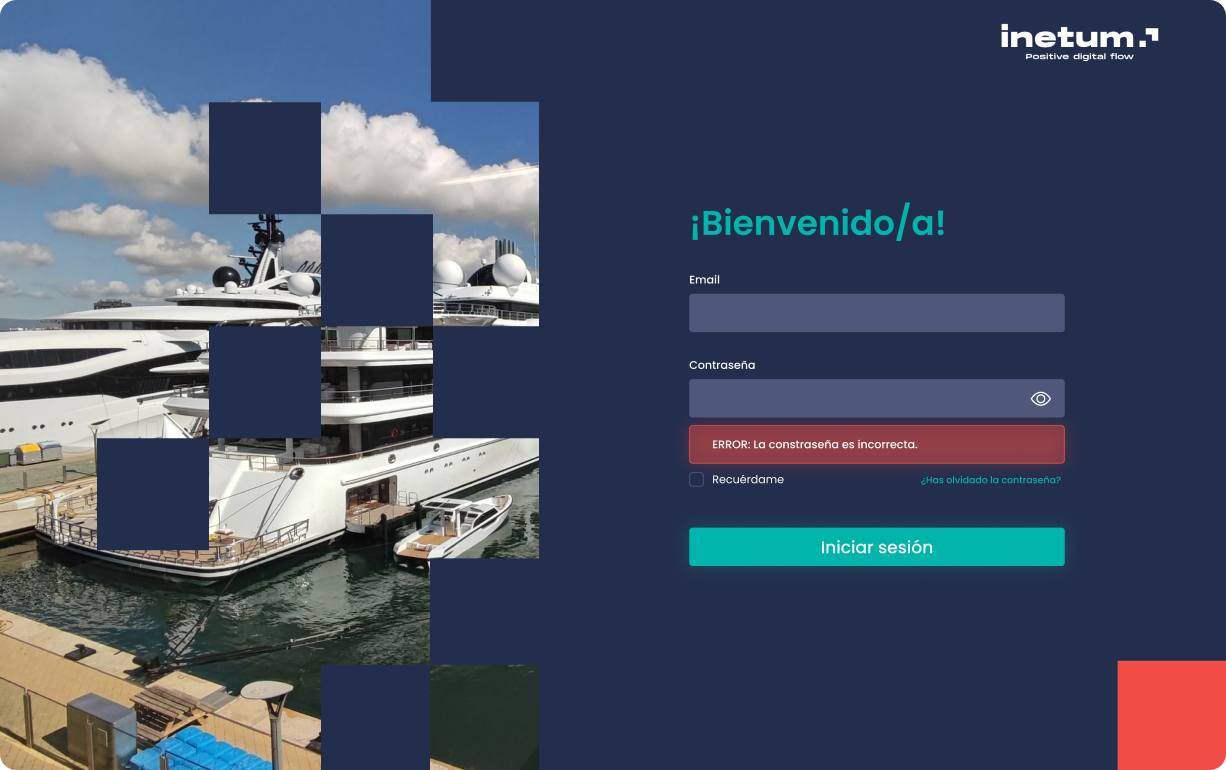 inetum.
Positive digital flow
¡Bienvenido/a!
Email
Contraseña
ERROR: La constraseña es incorrecta.
Recuérdame
¿Has olvidado la contraseña?
Iniciar sesión